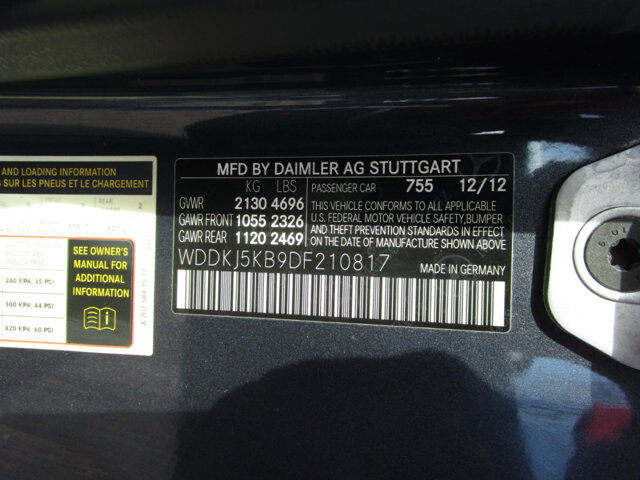 MFD BY DAIMLER AG STUTTGART
KG LBS PASSENGER CAR 755 12/12
GVWR 2130 4696
GAWR FRONT 1055 2326
GAWR REAR 1120 2469
THIS VEHICLE CONFORMS TO ALL APPLICABLE
U.S. FEDERAL MOTOR VEHICLE SAFETY, BUMPER
AND THEFT PREVENTION STANDARDS IN EFFECT
ON THE DATE OF MANUFACTURE SHOWN ABOVE.
WDDKJ5KB9DF210817
MADE IN GERMANY
AND LOADING INFORMATION
SUR LES PNEUS ET LE CHARGEMENT
REAR 2
SEE OWNER'S
MANUAL FOR
ADDITIONAL
INFORMATION
240 KPA, 35 PSI
300 KPA, 44 PSI
420 KPA, 60 PSI